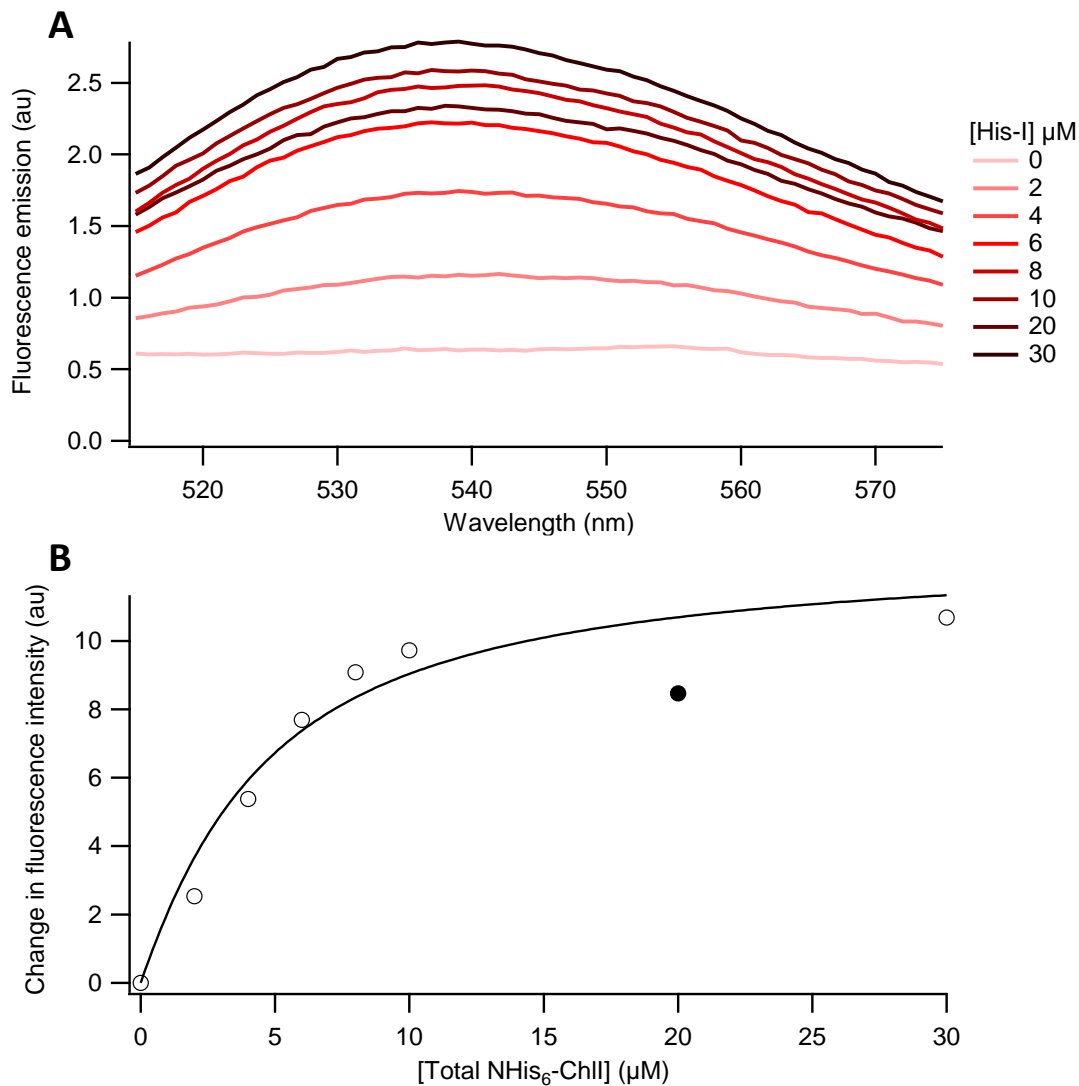 A
Fluorescence emission (au)
2.5
2.0
1.5
1.0
0.5
0.0
520 530 540 550 560 570
Wavelength (nm)
[His-I] µM
0
2
4
6
8
10
20
30
B
Change in fluorescence intensity (au)
10
8
6
4
2
0
0 5 10 15 20 25 30
[Total NHis₆-ChlI] (µM)